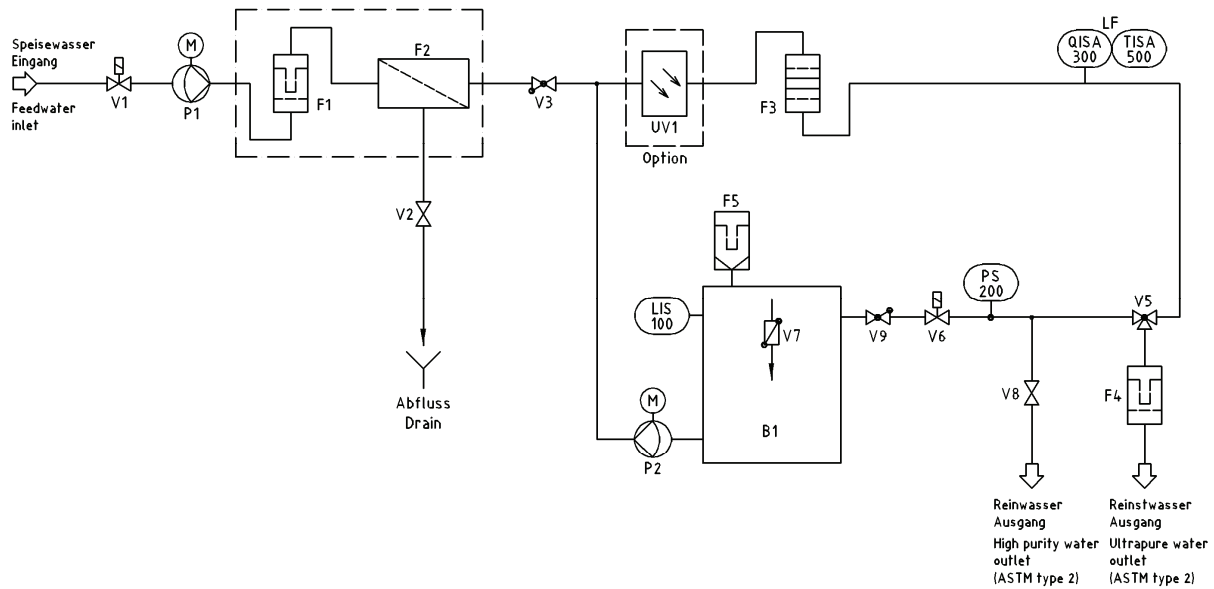 Speisewasser
Eingang
Feedwater
inlet
V1
M
P1
F1
F2
V2
Abfluss
Drain
V3
UV1
Option
F3
LF
QISA
300
TISA
500
F5
LIS
100
V7
B1
M
P2
V9
V6
PS
200
V5
V8
F4
Reinwasser
Ausgang
High purity water
outlet
(ASTM type 2)
Reinstwasser
Ausgang
Ultrapure water
outlet
(ASTM type 2)